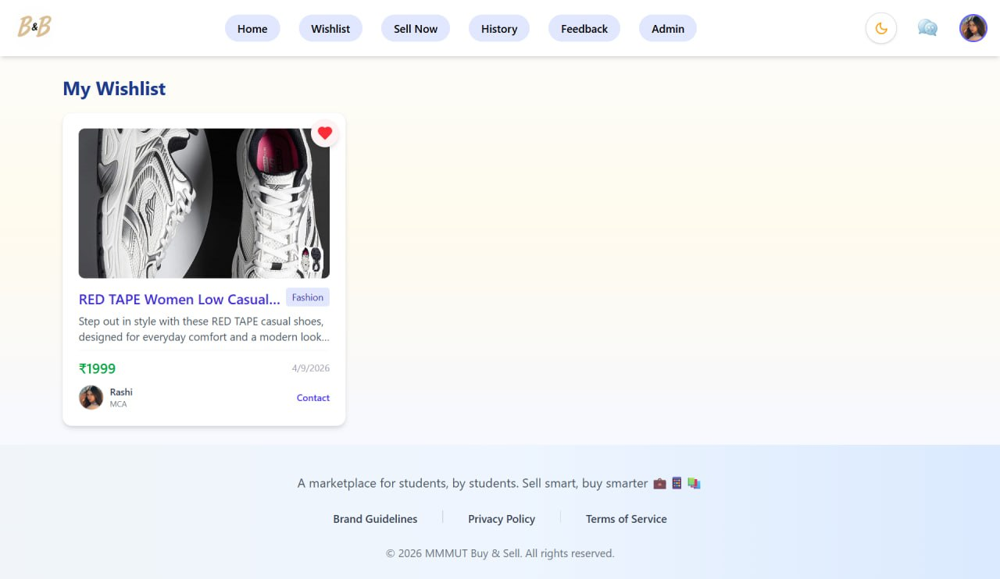 B&B
Home
Wishlist
Sell Now
History
Feedback
Admin
My Wishlist
RED TAPE Women Low Casual...
Fashion
Step out in style with these RED TAPE casual shoes,
designed for everyday comfort and a modern look...
₹1999
4/9/2026
Rashi
MCA
Contact
A marketplace for students, by students. Sell smart, buy smarter 💼 📱 📚
Brand Guidelines
Privacy Policy
Terms of Service
© 2026 MMMUT Buy & Sell. All rights reserved.